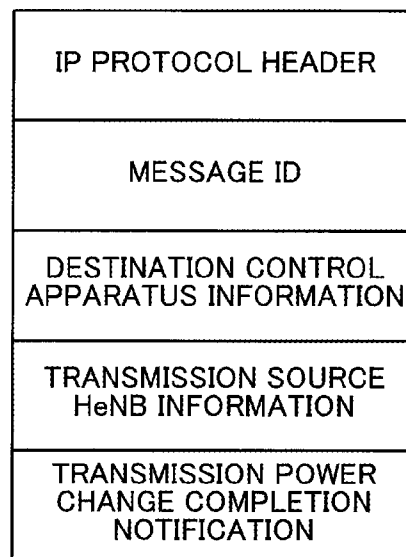 IP PROTOCOL HEADER
MESSAGE ID
DESTINATION CONTROL
APPARATUS INFORMATION
TRANSMISSION SOURCE
HeNB INFORMATION
TRANSMISSION POWER
CHANGE COMPLETION
NOTIFICATION